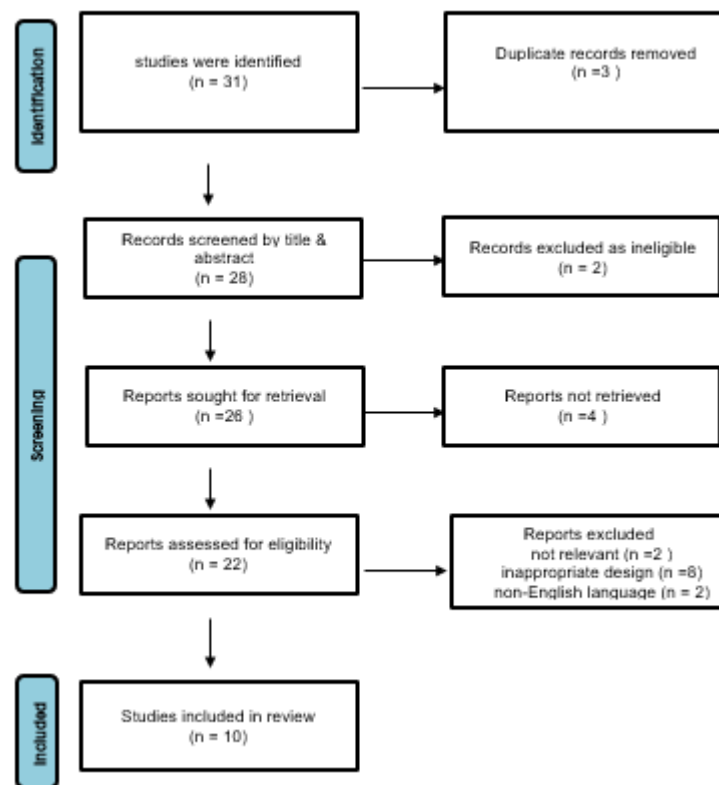 Identification
studies were identified
(n = 31)
Duplicate records removed
(n =3 )
Screening
Records screened by title &
abstract
(n = 28)
Records excluded as ineligible
(n = 2)
Reports sought for retrieval
(n =26 )
Reports not retrieved
(n =4 )
Reports assessed for eligibility
(n = 22)
Reports excluded
not relevant (n =2 )
inappropriate design (n =8)
non-English language (n = 2)
Included
Studies included in review
(n = 10)